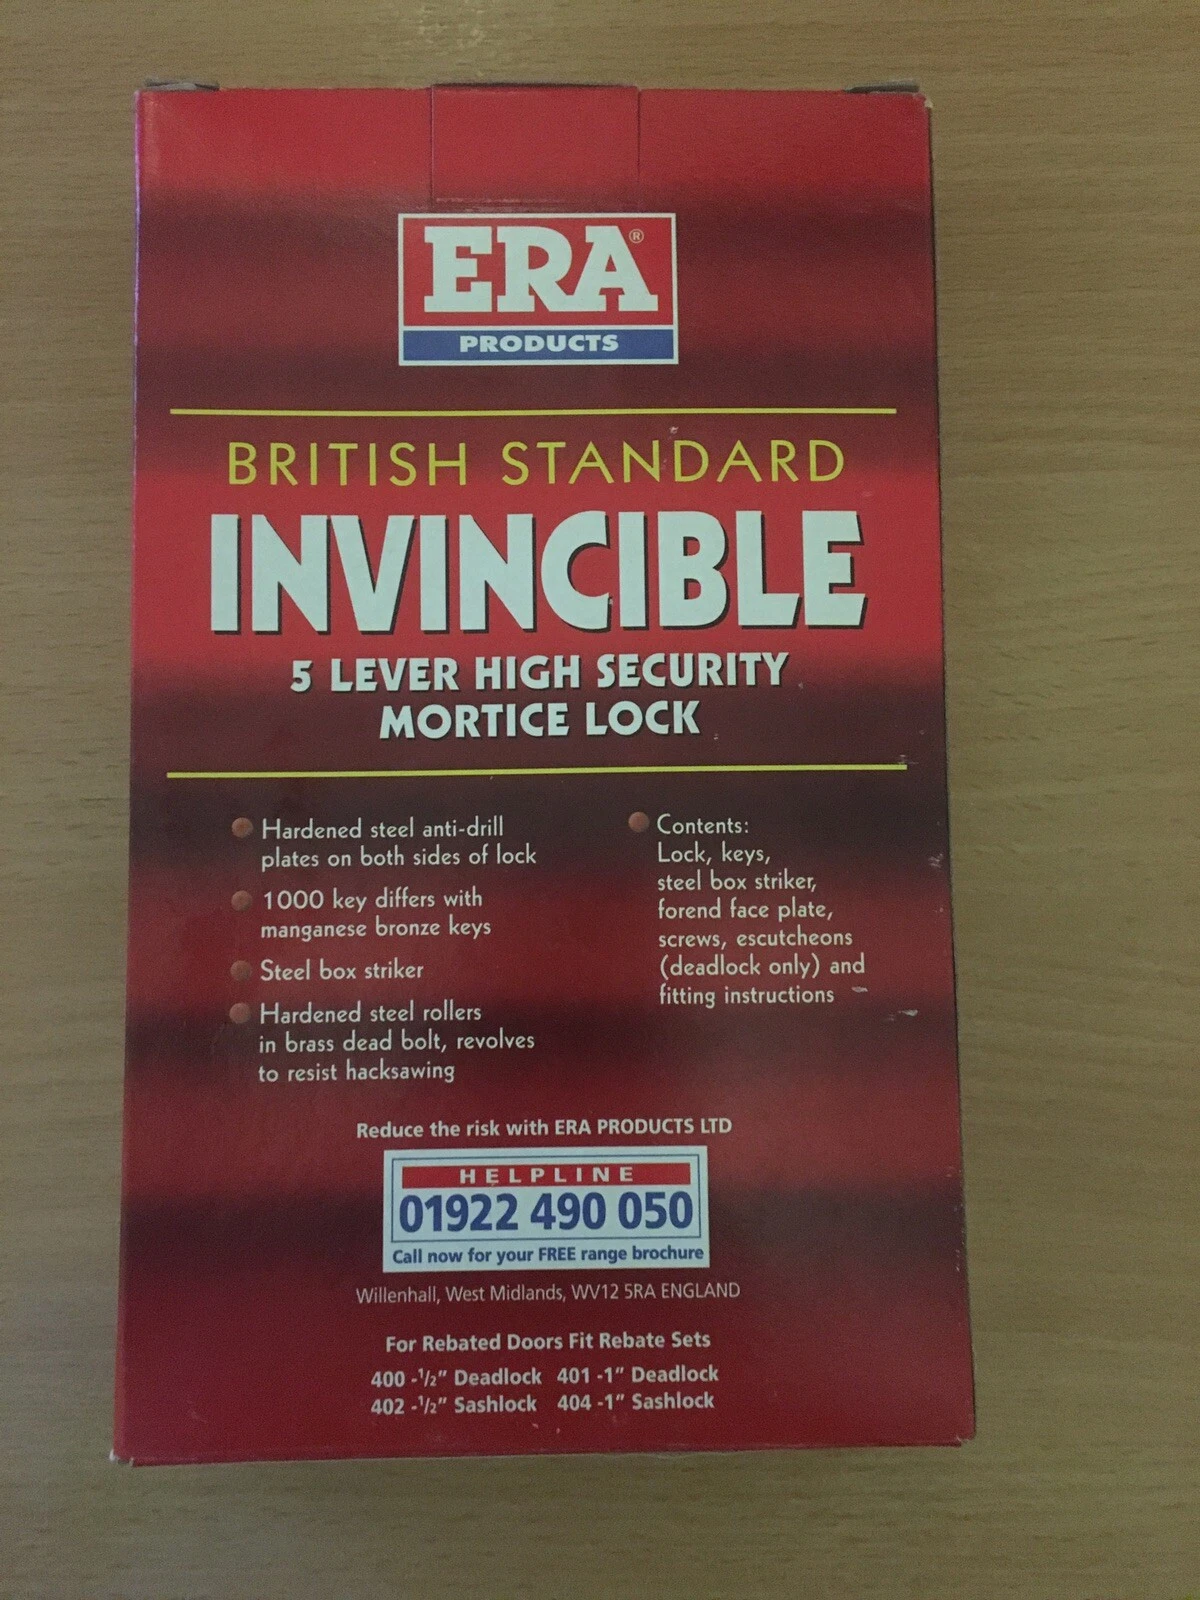 ERA®
PRODUCTS
BRITISH STANDARD
INVINCIBLE
5 LEVER HIGH SECURITY
MORTICE LOCK
Hardened steel anti-drill
plates on both sides of lock
1000 key differs with
manganese bronze keys
Steel box striker
Hardened steel rollers
in brass dead bolt, revolves
to resist hacksawing
Contents:
Lock, keys,
steel box striker,
forend face plate,
screws, escutcheons
(deadlock only) and
fitting instructions
Reduce the risk with ERA PRODUCTS LTD
HELPLINE
01922 490 050
Call now for your FREE range brochure
Willenhall, West Midlands, WV12 5RA ENGLAND
For Rebated Doors Fit Rebate Sets
400 -1/2" Deadlock 401 -1" Deadlock
402 -1/2" Sashlock 404 -1" Sashlock